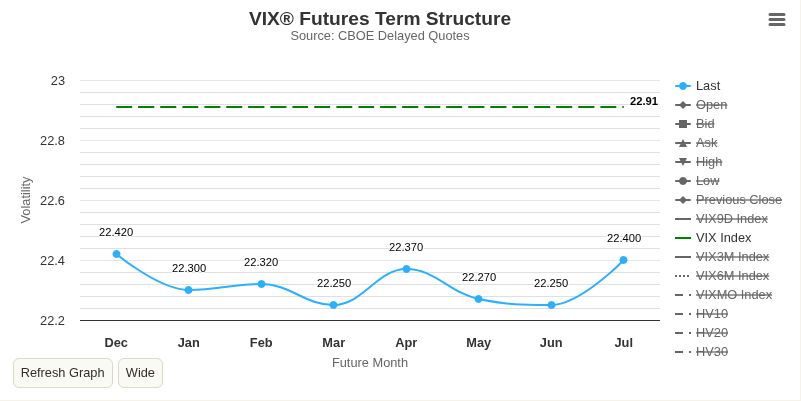 VIX® Futures Term Structure
Source: CBOE Delayed Quotes
23
22.8
22.6
22.4
22.2
Volatility
22.91
22.420
22.300
22.320
22.250
22.370
22.270
22.250
22.400
Dec Jan Feb Mar Apr May Jun Jul
Future Month
Last
Open
Bid
Ask
High
Low
Previous Close
VIX9D Index
VIX Index
VIX3M Index
VIX6M Index
VIXMO Index
HV10
HV20
HV30
Refresh Graph Wide